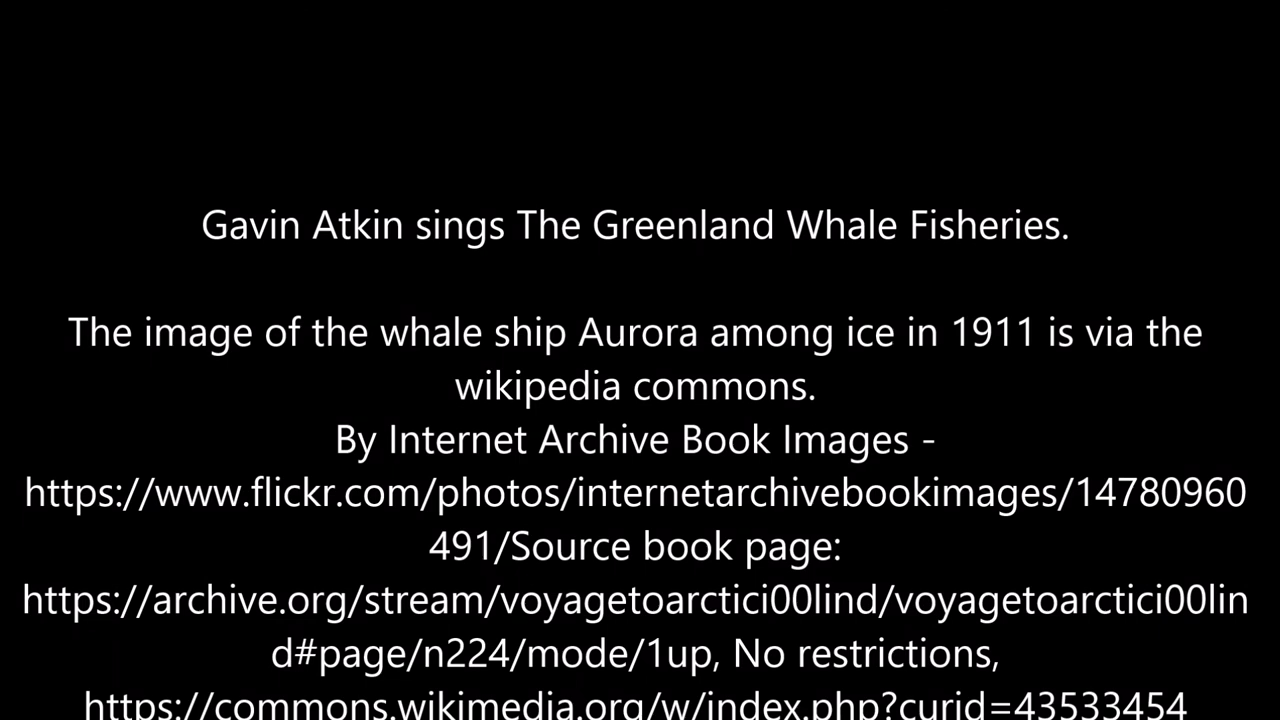 Gavin Atkin sings The Greenland Whale Fisheries.
The image of the whale ship Aurora among ice in 1911 is via the
wikipedia commons.
By Internet Archive Book Images -
https://www.flickr.com/photos/internetarchivebookimages/14780960
491/Source book page:
https://archive.org/stream/voyagetoarctici00lind/voyagetoarctici00lin
d#page/n224/mode/1up, No restrictions,
https://commons.wikimedia.org/w/index.php?curid=43533454